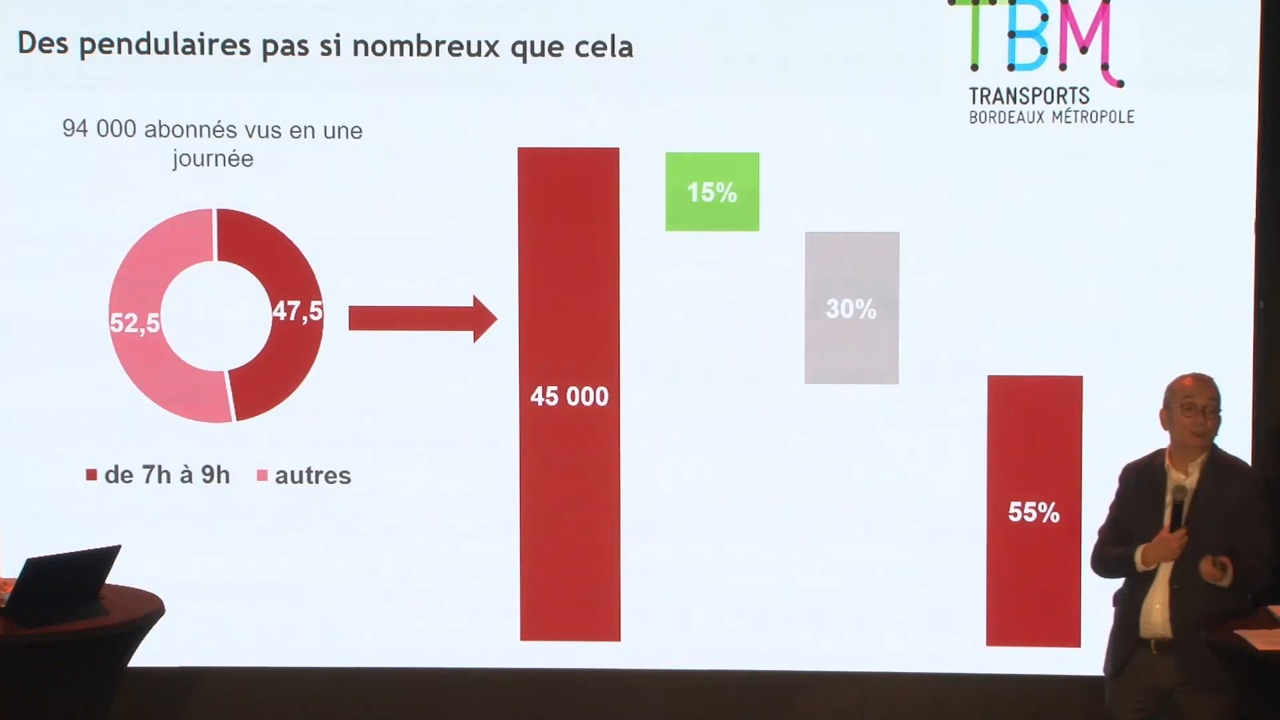 Des pendulaires pas si nombreux que cela
TBM
TRANSPORTS
BORDEAUX MÉTROPOLE
94 000 abonnés vus en une
journée
52,5
47,5
de 7h à 9h
autres
45 000
15%
30%
55%